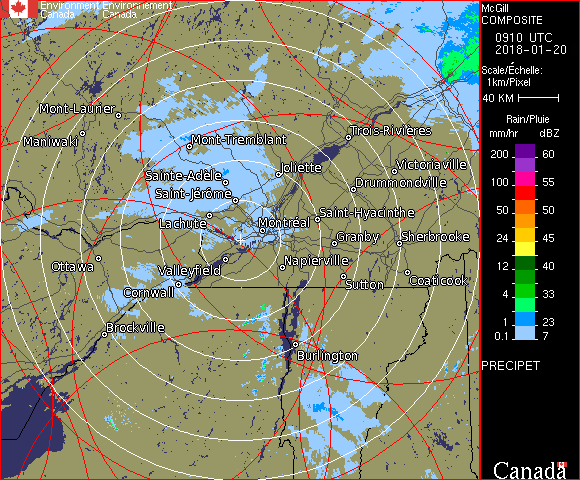 Environment Environnement
Canada Canada
McGill
COMPOSITE
0910 UTC
2018-01-20
Scale/Échelle:
1km/Pixel
40 KM
Rain/Pluie
mm/hr dBZ
200 60
100 55
50 50
24 45
12 40
4 33
1 23
0.1 7
PRECIPET
Canada
Mont-Laurier
Maniwaki
Mont-Tremblant
Trois-Rivières
Sainte-Adèle
Joliette
Victoriaville
Saint-Jérôme
Drummondville
Lachute
Montréal
Saint-Hyacinthe
Granby
Sherbrooke
Ottawa
Valleyfield
Napierville
Cornwall
Sutton
Coaticook
Brockville
Burlington